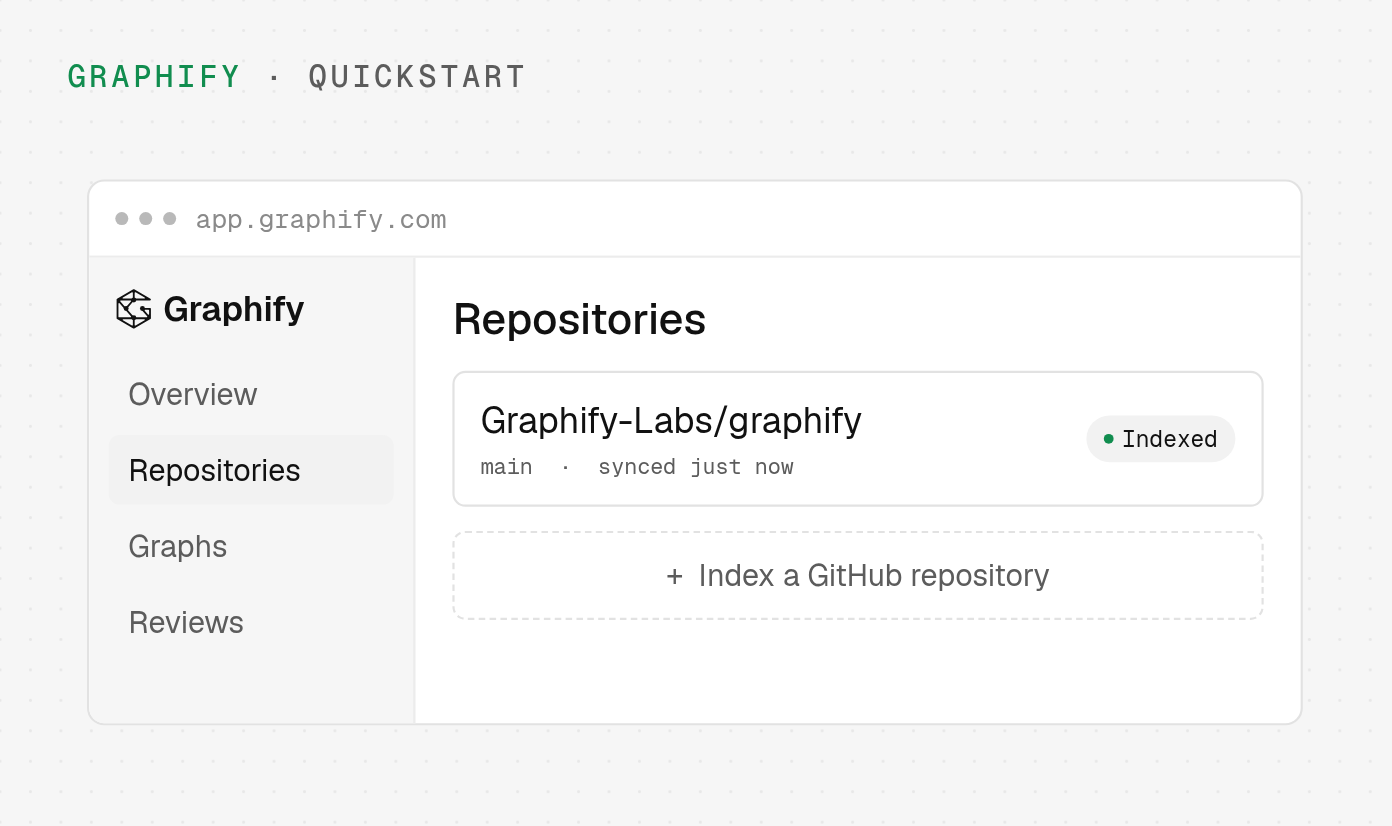 GRAPHIFY · QUICKSTART
app.graphify.com
Graphify
Overview
Repositories
Graphs
Reviews
Repositories
Graphify-Labs/graphify
main · synced just now
Indexed
+ Index a GitHub repository